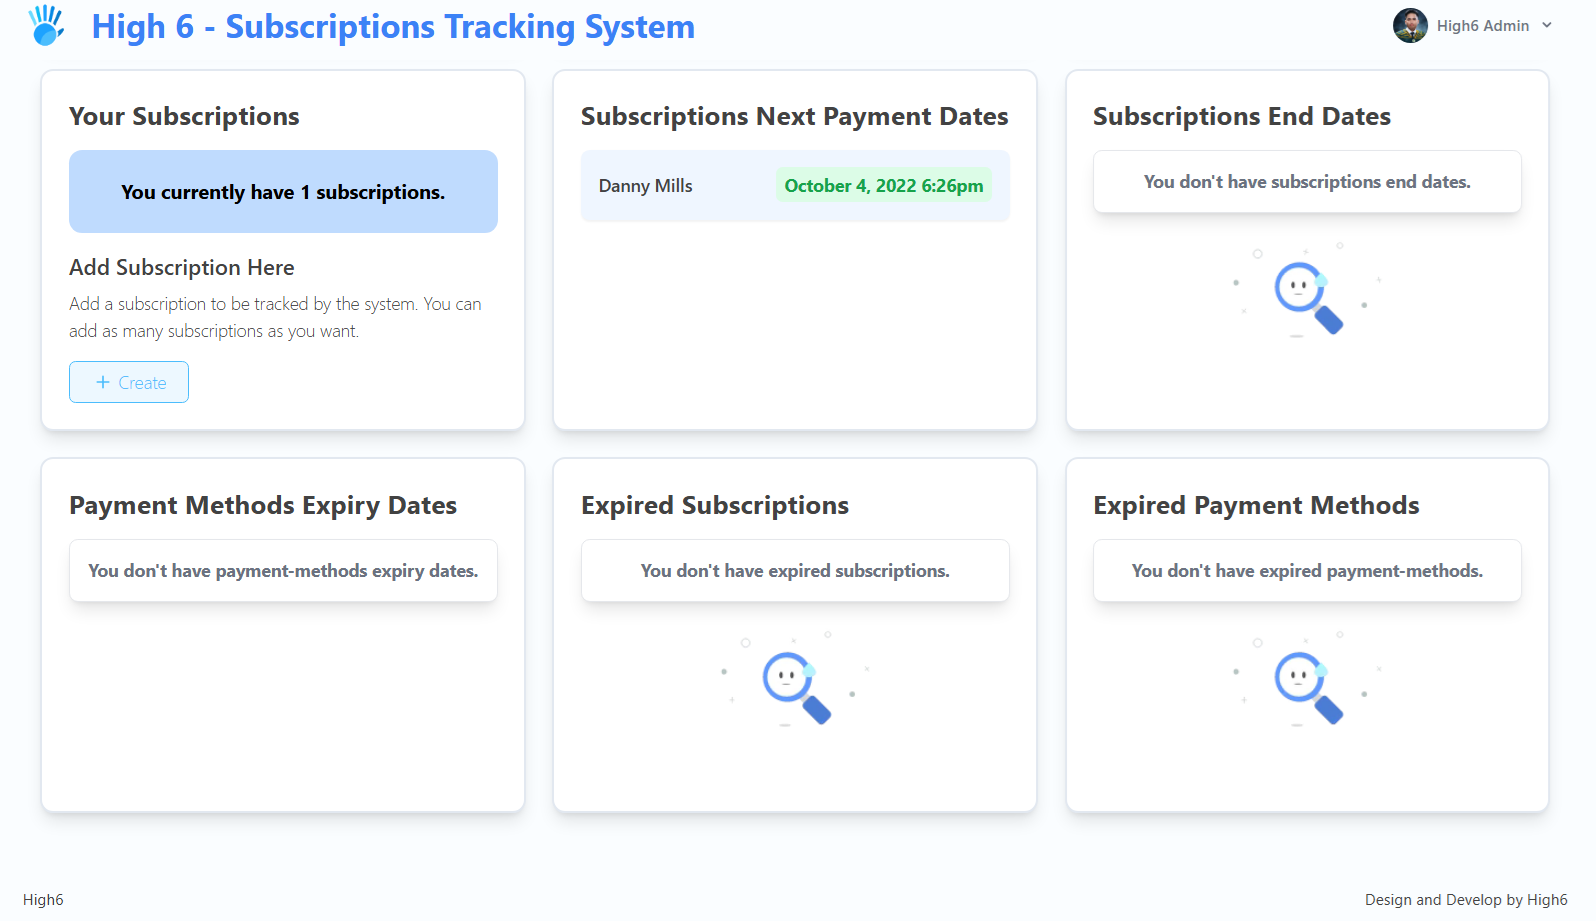 High 6 - Subscriptions Tracking System
High6 Admin
Your Subscriptions
You currently have 1 subscriptions.
Add Subscription Here
Add a subscription to be tracked by the system. You can
add as many subscriptions as you want.
+ Create
Subscriptions Next Payment Dates
Danny Mills
October 4, 2022 6:26pm
Subscriptions End Dates
You don't have subscriptions end dates.
Payment Methods Expiry Dates
You don't have payment-methods expiry dates.
Expired Subscriptions
You don't have expired subscriptions.
Expired Payment Methods
You don't have expired payment-methods.
High6
Design and Develop by High6